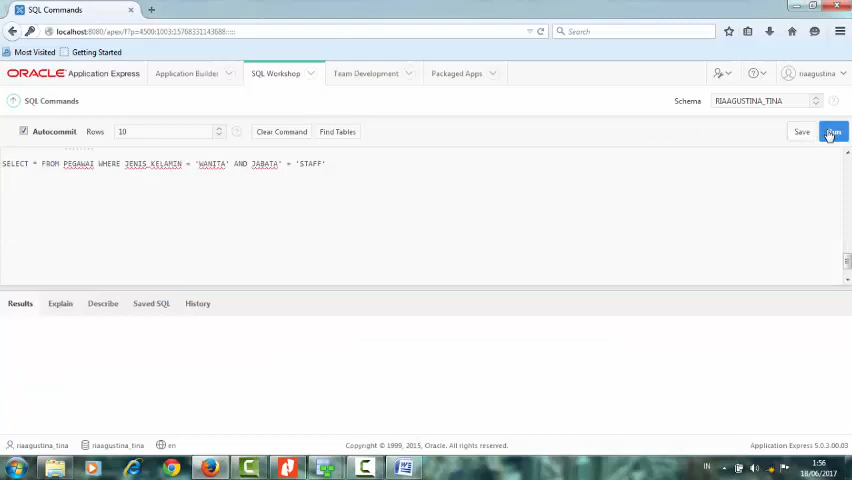 SQL Commands
localhost:8080/apex/f?p=4500:1003:15768331143688:::::
Search
Most Visited
Getting Started
ORACLE Application Express
Application Builder
SQL Workshop
Team Development
Packaged Apps
riaagustina
SQL Commands
Schema
RIAAGUSTINA_TINA
Autocommit
Rows
10
Clear Command
Find Tables
Save
SELECT * FROM PEGAWAI WHERE JENIS_KELAMIN = 'WANITA' AND JABATA' = 'STAFF'
Results
Explain
Describe
Saved SQL
History
riaagustina_tina
riaagustina_tina
en
Copyright © 1999, 2015, Oracle. All rights reserved.
Application Express 5.0.3.00.03
IN
1:56
18/06/2017